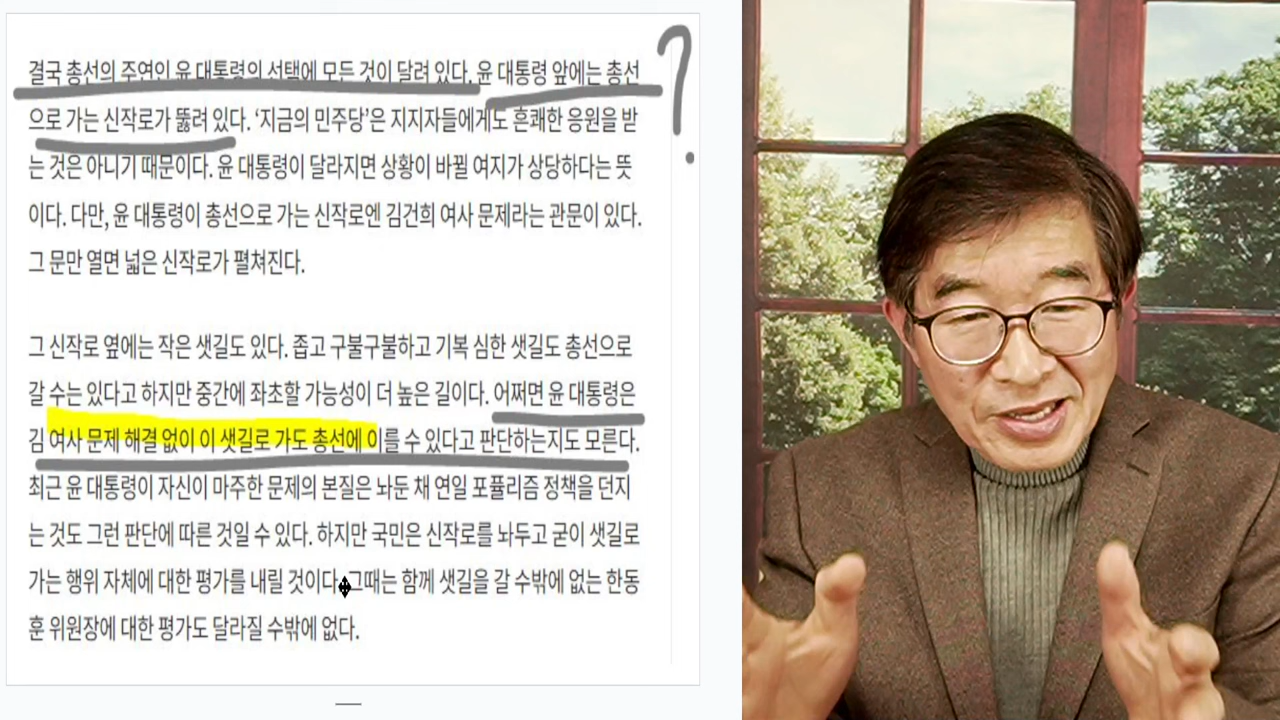 결국 총선의 주연인 윤 대통령의 선택에 모든 것이 달려 있다. 윤 대통령 앞에는 총선
으로 가는 신작로가 뚫려 있다. ‘지금의 민주당’은 지지자들에게도 흔쾌한 응원을 받
는 것은 아니기 때문이다. 윤 대통령이 달라지면 상황이 바뀔 여지가 상당하다는 뜻
이다. 다만, 윤 대통령이 총선으로 가는 신작로엔 김건희 여사 문제라는 관문이 있다.
그 문만 열면 넓은 신작로가 펼쳐진다.
그 신작로 옆에는 작은 샛길도 있다. 좁고 구불구불하고 기복 심한 샛길도 총선으로
갈 수는 있다고 하지만 중간에 좌초할 가능성이 더 높은 길이다. 어쩌면 윤 대통령은
김 여사 문제 해결 없이 이 샛길로 가도 총선에 이를 수 있다고 판단하는지도 모른다.
최근 윤 대통령이 자신이 마주한 문제의 본질은 놔둔 채 연일 포퓰리즘 정책을 던지
는 것도 그런 판단에 따른 것일 수 있다. 하지만 국민은 신작로를 놔두고 굳이 샛길로
가는 행위 자체에 대한 평가를 내릴 것이다. 그때는 함께 샛길을 갈 수밖에 없는 한동
훈 위원장에 대한 평가도 달라질 수밖에 없다.
?